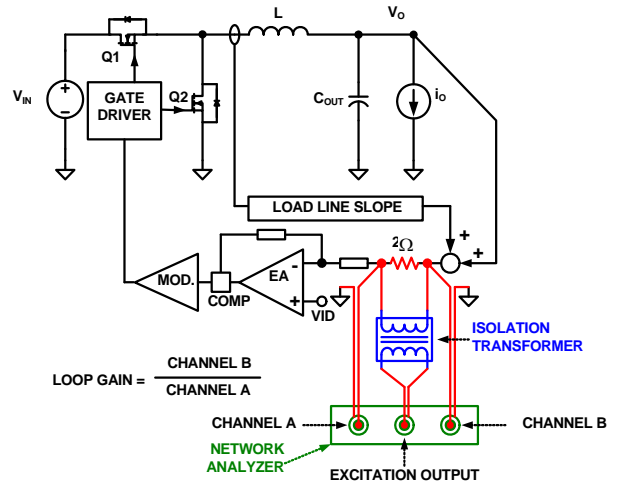 L
VO
Q1
VIN
GATE
DRIVER
Q2
COUT
iO
LOAD LINE SLOPE
+
+
2Ω
MOD.
COMP
EA
-
+
VID
ISOLATION
TRANSFORMER
LOOP GAIN =
CHANNEL B
CHANNEL A
CHANNEL A
CHANNEL B
NETWORK
ANALYZER
EXCITATION OUTPUT